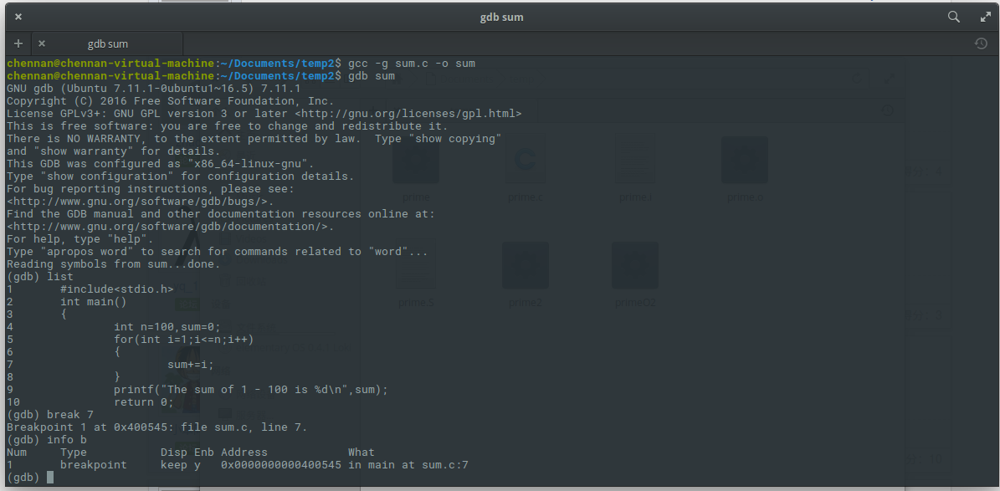 gdb sum
gdb sum
chennan@chennan-virtual-machine:~/Documents/temp2$ gcc -g sum.c -o sum
chennan@chennan-virtual-machine:~/Documents/temp2$ gdb sum
GNU gdb (Ubuntu 7.11.1-0ubuntu1~16.5) 7.11.1
Copyright (C) 2016 Free Software Foundation, Inc.
License GPLv3+: GNU GPL version 3 or later <http://gnu.org/licenses/gpl.html>
This is free software: you are free to change and redistribute it.
There is NO WARRANTY, to the extent permitted by law.  Type "show copying"
and "show warranty" for details.
This GDB was configured as "x86_64-linux-gnu".
Type "show configuration" for configuration details.
For bug reporting instructions, please see:
<http://www.gnu.org/software/gdb/bugs/>.
Find the GDB manual and other documentation resources online at:
<http://www.gnu.org/software/gdb/documentation/>.
For help, type "help".
Type "apropos word" to search for commands related to "word"...
Reading symbols from sum...done.
(gdb) list
1       #include<stdio.h>
2       int main()
3       {
4               int n=100,sum=0;
5               for(int i=1;i<=n;i++)
6               {
7                       sum+=i;
8               }
9               printf("The sum of 1 - 100 is %d\n",sum);
10              return 0;
(gdb) break 7
Breakpoint 1 at 0x400545: file sum.c, line 7.
(gdb) info b
Num     Type           Disp Enb Address            What
1       breakpoint     keep y   0x0000000000400545 in main at sum.c:7
(gdb)
prime
prime.c
prime.i
prime.o
prime.S
prime2
primeO2